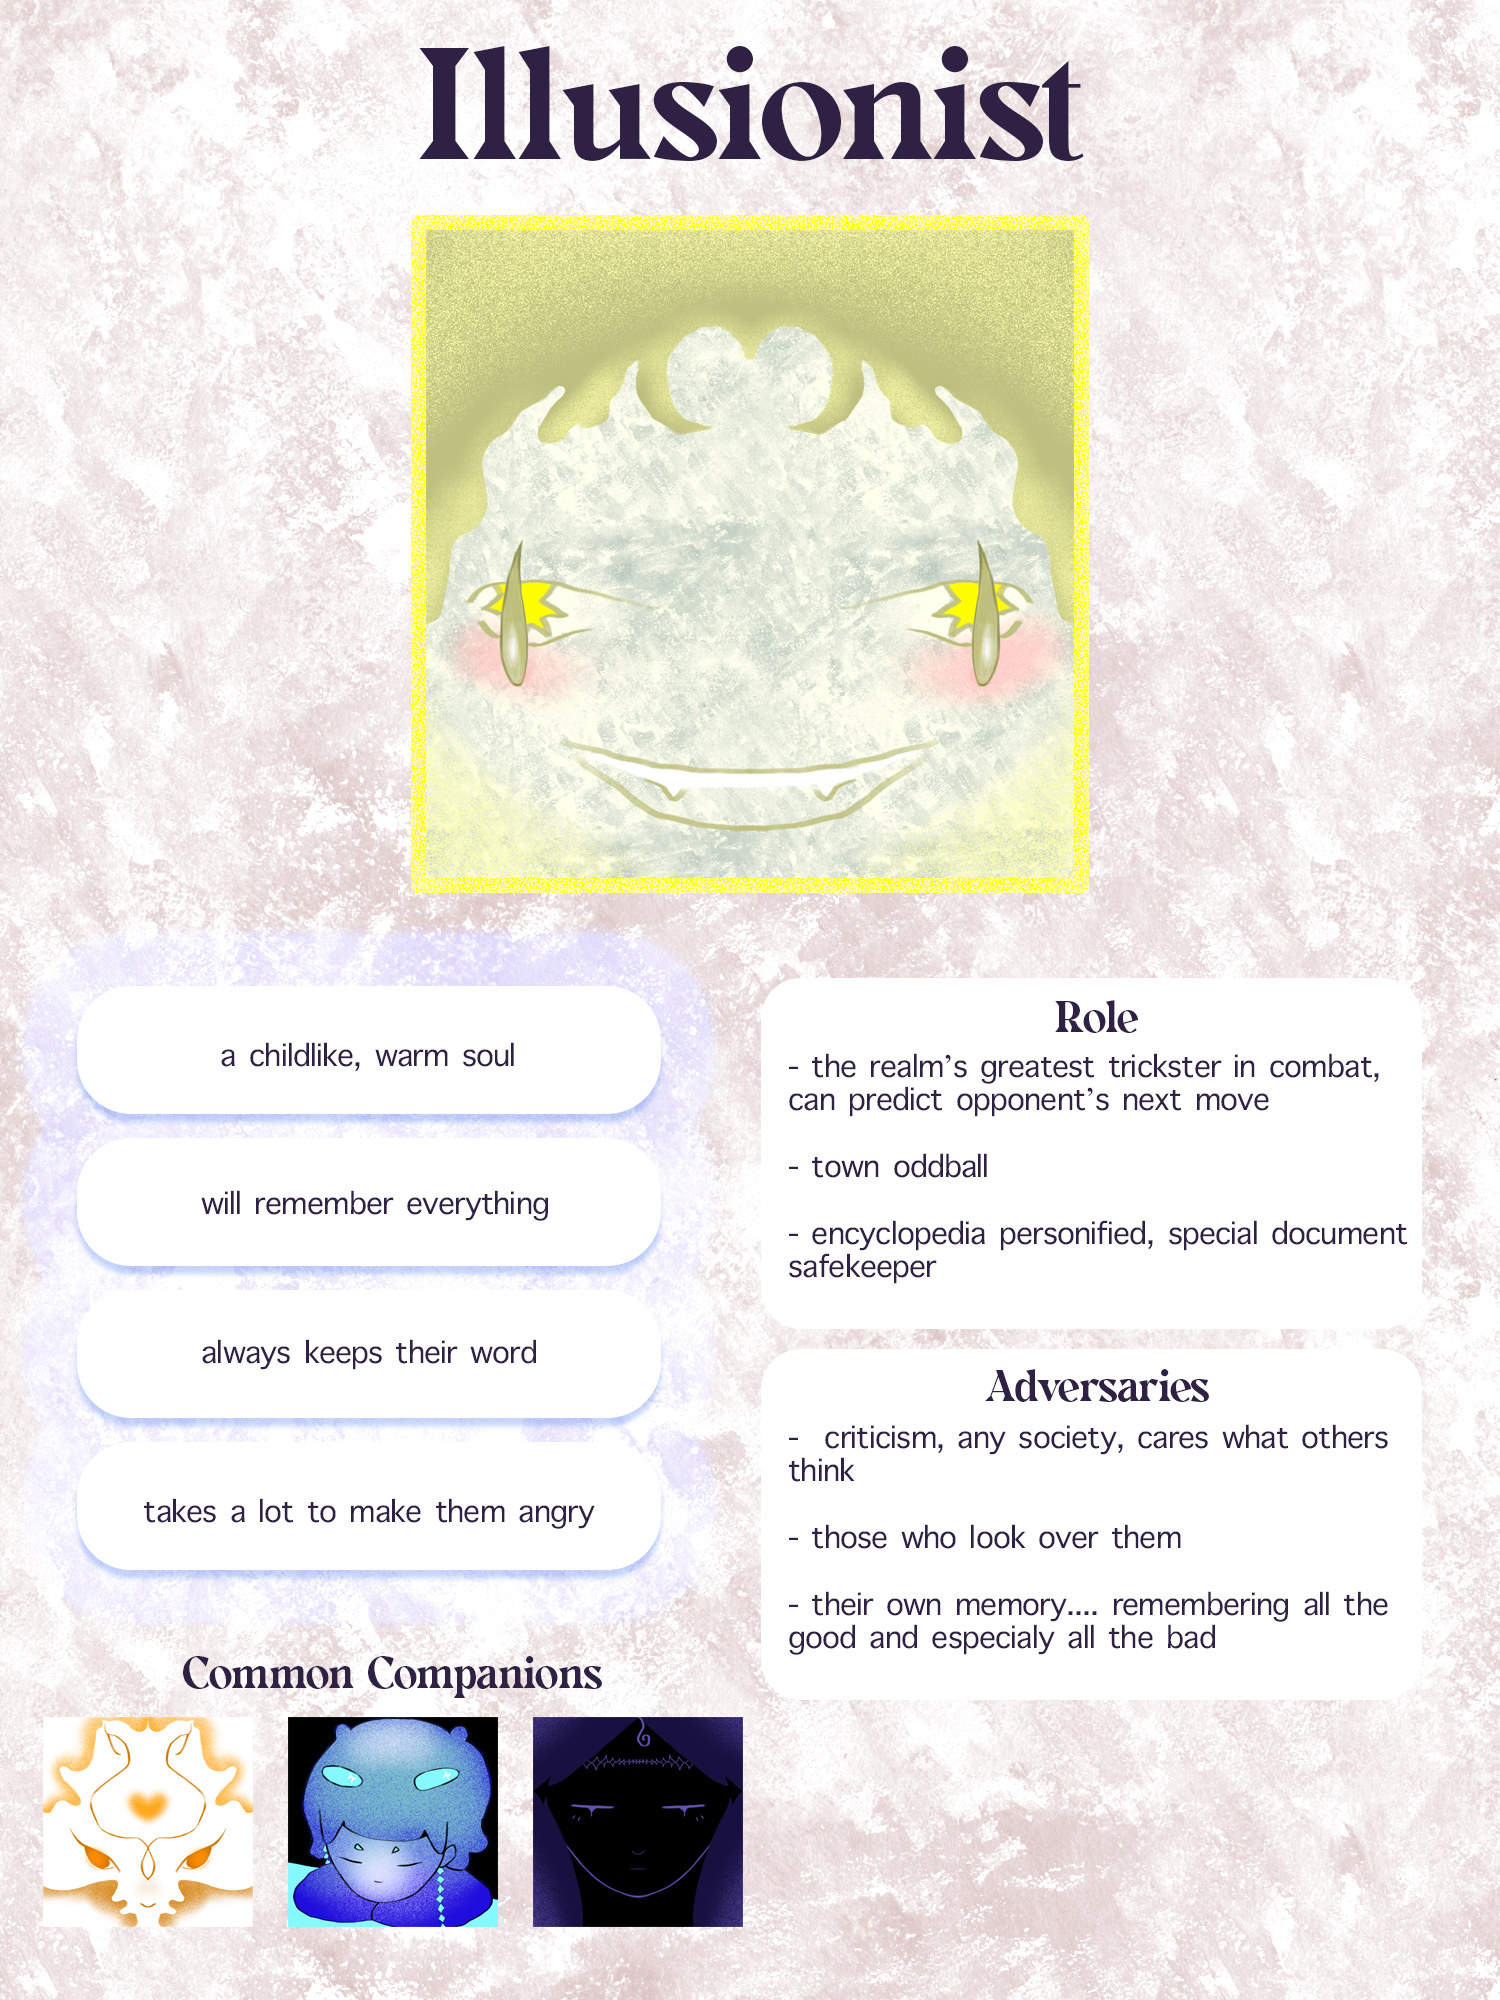 Illusionist
a childlike, warm soul
will remember everything
always keeps their word
takes a lot to make them angry
Role
- the realm’s greatest trickster in combat,
can predict opponent’s next move
- town oddball
- encyclopedia personified, special document
safekeeper
Adversaries
- criticism, any society, cares what others
think
- those who look over them
- their own memory.... remembering all the
good and especialy all the bad
Common Companions